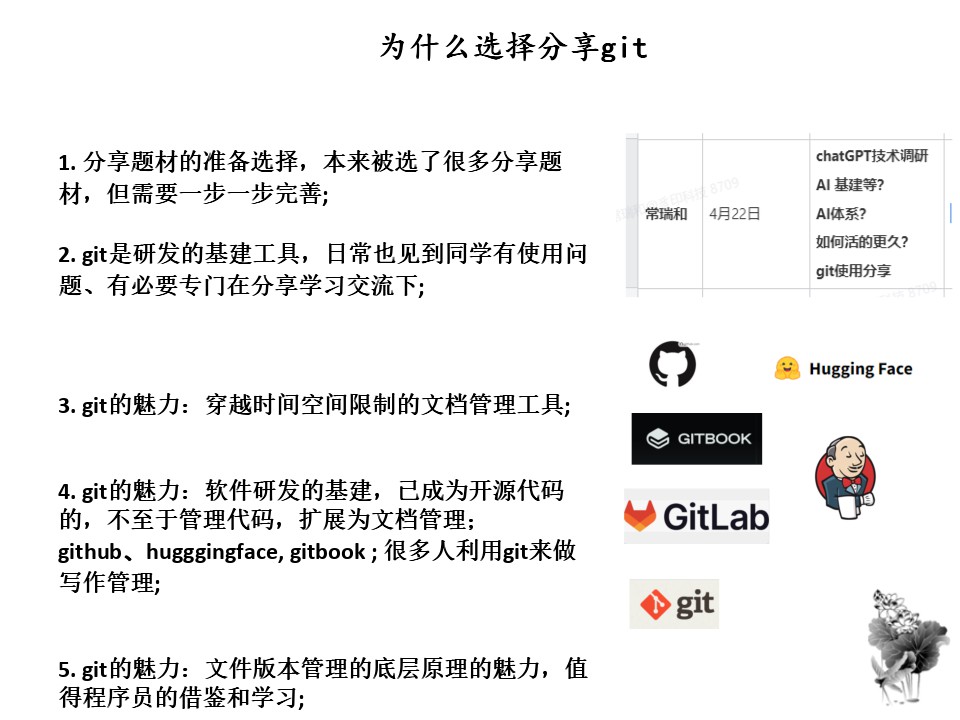 为什么选择分享git
1. 分享题材的准备选择，本来被选了很多分享题
材，但需要一步一步完善;
2. git是研发的基建工具，日常也见到同学有使用问
题、有必要专门在分享学习交流下;
3. git的魅力：穿越时间空间限制的文档管理工具;
4. git的魅力：软件研发的基建，已成为开源代码
的，不至于管理代码，扩展为文档管理；
github、hugggingface, gitbook ; 很多人利用git来做
写作管理;
5. git的魅力：文件版本管理的底层原理的魅力，值
得程序员的借鉴和学习;
常瑞和 4月22日
chatGPT技术调研
AI 基建等?
AI体系?
如何活的更久?
git使用分享
Hugging Face
GITBOOK
GitLab
git